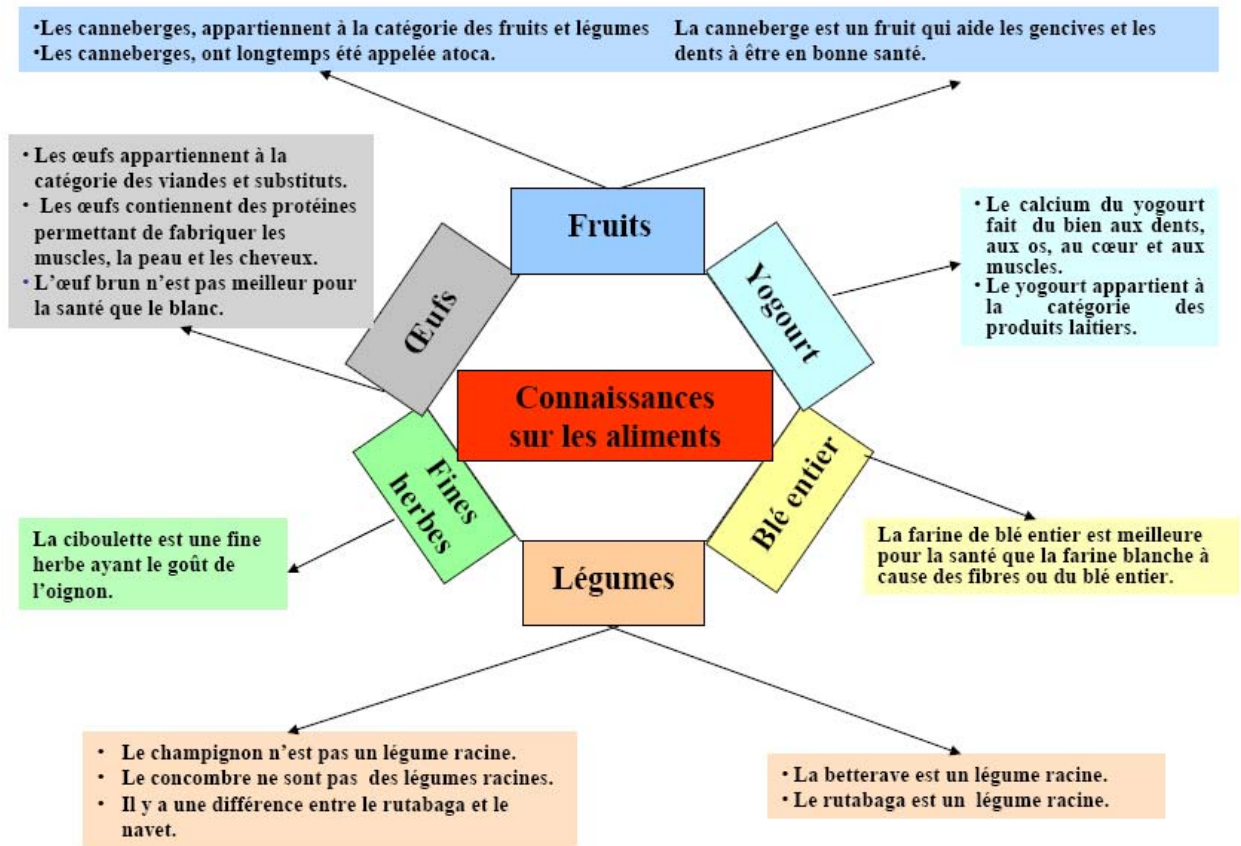 •Les canneberges, appartiennent à la catégorie des fruits et légumes
•Les canneberges, ont longtemps été appelée atoca.
La canneberge est un fruit qui aide les gencives et les
dents à être en bonne santé.
• Les œufs appartiennent à la
catégorie des viandes et substituts.
• Les œufs contiennent des protéines
permettant de fabriquer les
muscles, la peau et les cheveux.
• L’œuf brun n’est pas meilleur pour
la santé que le blanc.
Fruits
• Le calcium du yogourt
fait du bien aux dents,
aux os, au cœur et aux
muscles.
• Le yogourt appartient à
la catégorie des
produits laitiers.
Œufs
Yogourt
Connaissances
sur les aliments
Fines
herbes
Blé entier
La ciboulette est une fine
herbe ayant le goût de
l’oignon.
La farine de blé entier est meilleure
pour la santé que la farine blanche à
cause des fibres ou du blé entier.
Légumes
• Le champignon n’est pas un légume racine.
• Le concombre ne sont pas des légumes racines.
• Il y a une différence entre le rutabaga et le
navet.
• La betterave est un légume racine.
• Le rutabaga est un légume racine.